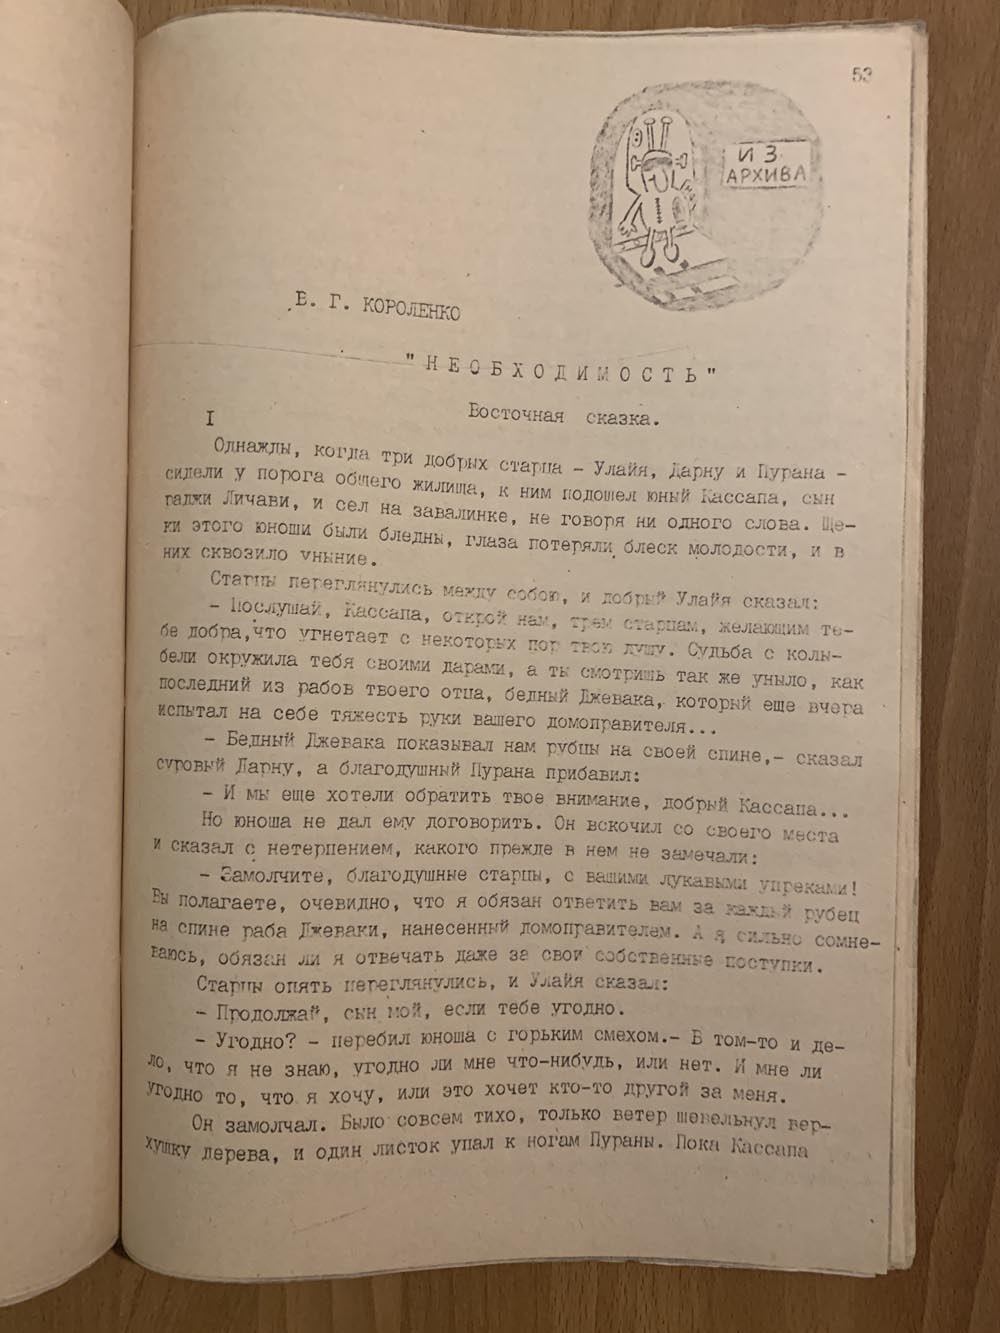 53
ИЗ
АРХИВА
В. Г. КОРОЛЕНКО
"НЕОБХОДИМОСТЬ"
Восточная сказка.
I
Однажды, когда три добрых старца - Улайя, Дарну и Пурана -
сидели у порога общего жилища, к ним подошел юный Кассапа, сын
раджи Личави, и сел на завалинке, не говоря ни одного слова. Ще-
ки этого юноши были бледны, глаза потеряли блеск молодости, и в
них сквозило уныние.
Старцы переглянулись между собою, и добрый Улайя сказал:
- Послушай, Кассапа, открой нам, трем старцам, желающим те-
бе добра,что угнетает с некоторых пор твою душу. Судьба с колы-
бели окружила тебя своими дарами, а ты смотришь так же уныло, как
последний из рабов твоего отца, бедный Джевака, который еще вчера
испытал на себе тяжесть руки вашего домоправителя...
- Бедный Джевака показывал нам рубцы на своей спине,- сказал
суровый Дарну, а благодушный Пурана прибавил:
- И мы еще хотели обратить твое внимание, добрый Кассапа...
Но юноша не дал ему договорить. Он вскочил со своего места
и сказал с нетерпением, какого прежде в нем не замечали:
- Замолчите, благодушные старцы, с вашими лукавыми упреками!
Вы полагаете, очевидно, что я обязан ответить вам за каждый рубец
на спине раба Джеваки, нанесенный домоправителем. А я сильно сомне-
ваюсь, обязан ли я отвечать даже за свои собственные поступки.
Старцы опять переглянулись, и Улайя сказал:
- Продолжай, сын мой, если тебе угодно.
- Угодно? - перебил юноша с горьким смехом.- В том-то и де-
ло, что я не знаю, угодно ли мне что-нибудь, или нет. И мне ли
угодно то, что я хочу, или это хочет кто-то другой за меня.
Он замолчал. Было совсем тихо, только ветер шевельнул вер-
хушку дерева, и один листок упал к ногам Пураны. Пока Кассапа